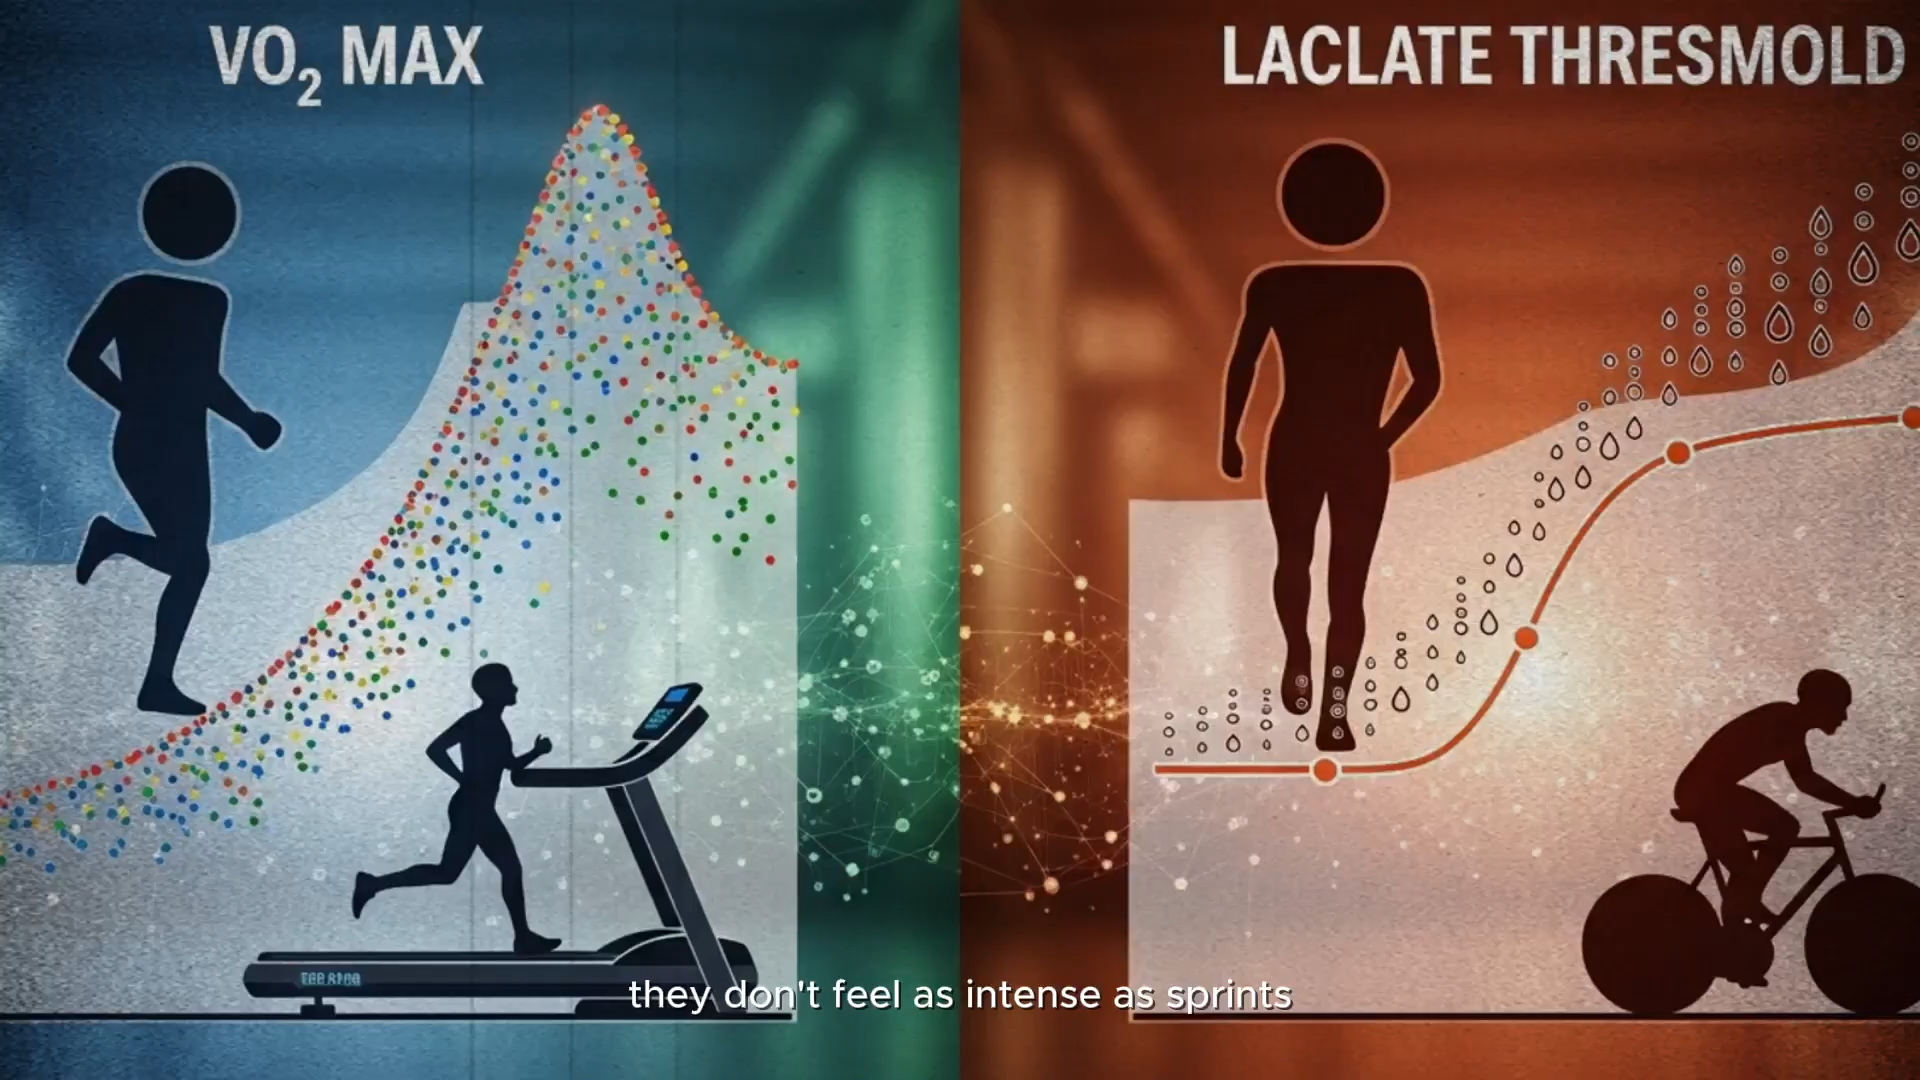 VO₂ MAX
LACLATE THRESMOLD
they don't feel as intense as sprints